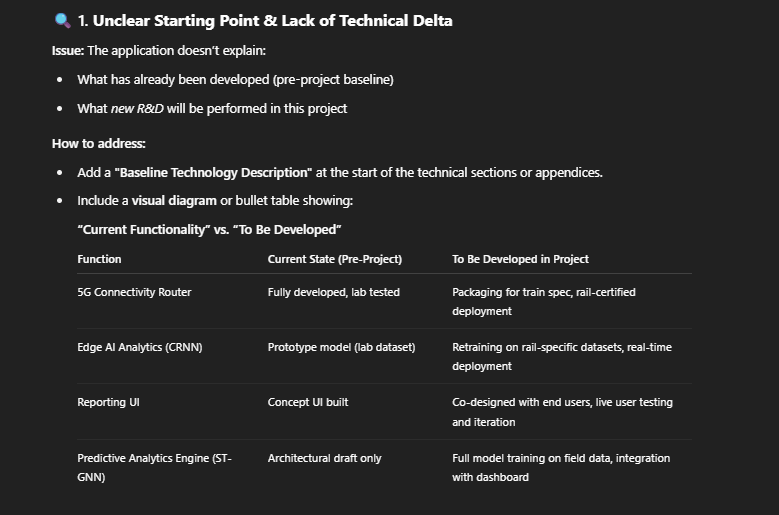 1. Unclear Starting Point & Lack of Technical Delta
Issue: The application doesn't explain:
• What has already been developed (pre-project baseline)
• What new R&D will be performed in this project
How to address:
• Add a "Baseline Technology Description" at the start of the technical sections or appendices.
• Include a visual diagram or bullet table showing:
“Current Functionality” vs. “To Be Developed”
Function Current State (Pre-Project) To Be Developed in Project
5G Connectivity Router Fully developed, lab tested Packaging for train spec, rail-certified
deployment
Edge AI Analytics (CRNN) Prototype model (lab dataset) Retraining on rail-specific datasets, real-time
deployment
Reporting UI Concept UI built Co-designed with end users, live user testing
and iteration
Predictive Analytics Engine (ST- Architectural draft only Full model training on field data, integration
GNN) with dashboard